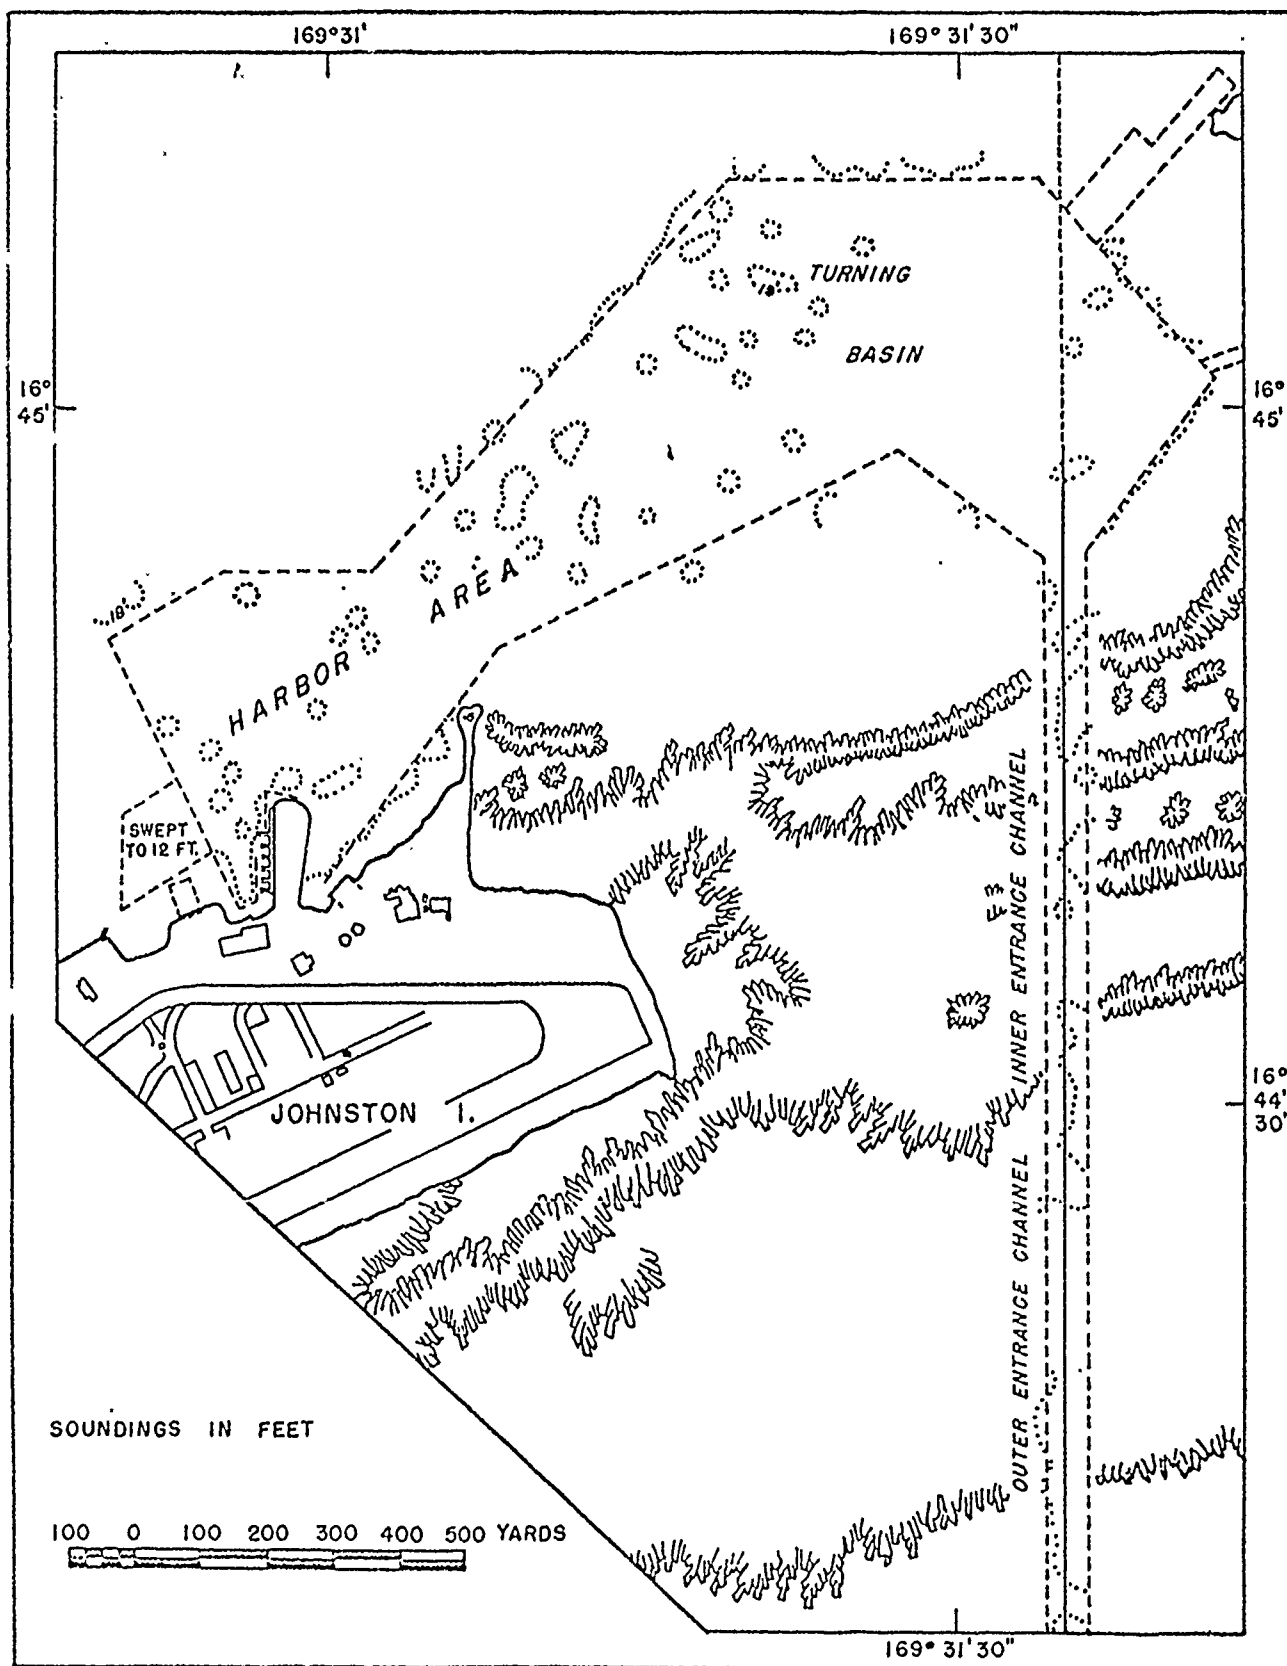 169°31'
169°31'30"
TURNING
18
BASIN
16°
45'
16°
45'
18'
HARBOR AREA
SWEPT
TO 12 FT.
INNER ENTRANCE CHANNEL
16°
44'
30"
JOHNSTON I.
OUTER ENTRANCE CHANNEL
SOUNDINGS IN FEET
100 0 100 200 300 400 500 YARDS
169°31'30"